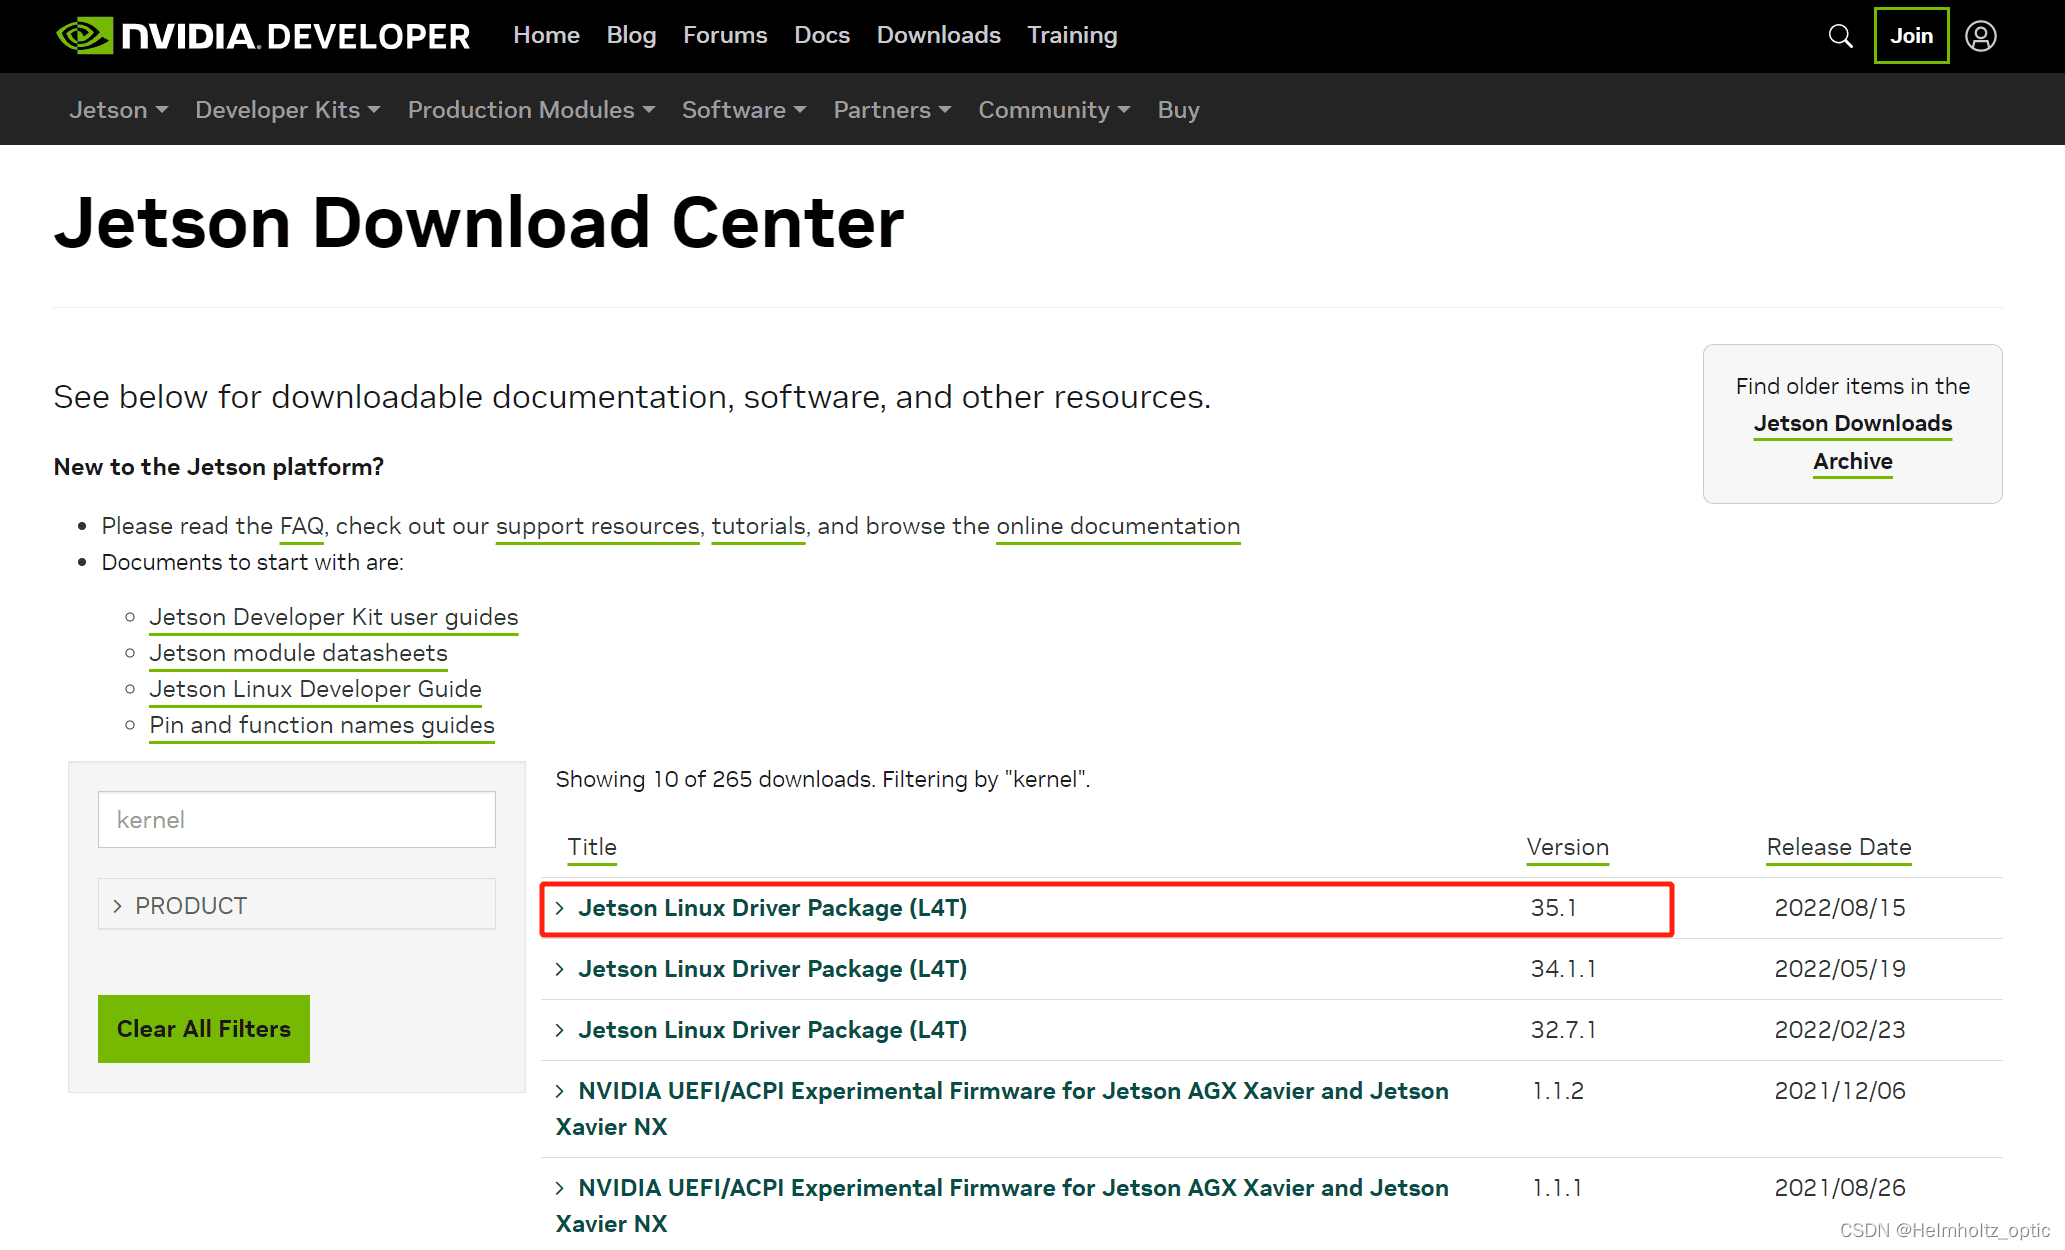 NVIDIA. DEVELOPER Home Blog Forums Docs Downloads Training Join
Jetson Developer Kits Production Modules Software Partners Community Buy
Jetson Download Center
See below for downloadable documentation, software, and other resources.
Find older items in the
Jetson Downloads
Archive
New to the Jetson platform?
Please read the FAQ, check out our support resources, tutorials, and browse the online documentation
Documents to start with are:
Jetson Developer Kit user guides
Jetson module datasheets
Jetson Linux Developer Guide
Pin and function names guides
kernel
PRODUCT
Clear All Filters
Showing 10 of 265 downloads. Filtering by "kernel".
Title Version Release Date
Jetson Linux Driver Package (L4T) 35.1 2022/08/15
Jetson Linux Driver Package (L4T) 34.1.1 2022/05/19
Jetson Linux Driver Package (L4T) 32.7.1 2022/02/23
NVIDIA UEFI/ACPI Experimental Firmware for Jetson AGX Xavier and Jetson 1.1.2 2021/12/06
Xavier NX
NVIDIA UEFI/ACPI Experimental Firmware for Jetson AGX Xavier and Jetson 1.1.1 2021/08/26
Xavier NX
CSDN @Helmholtz_optic